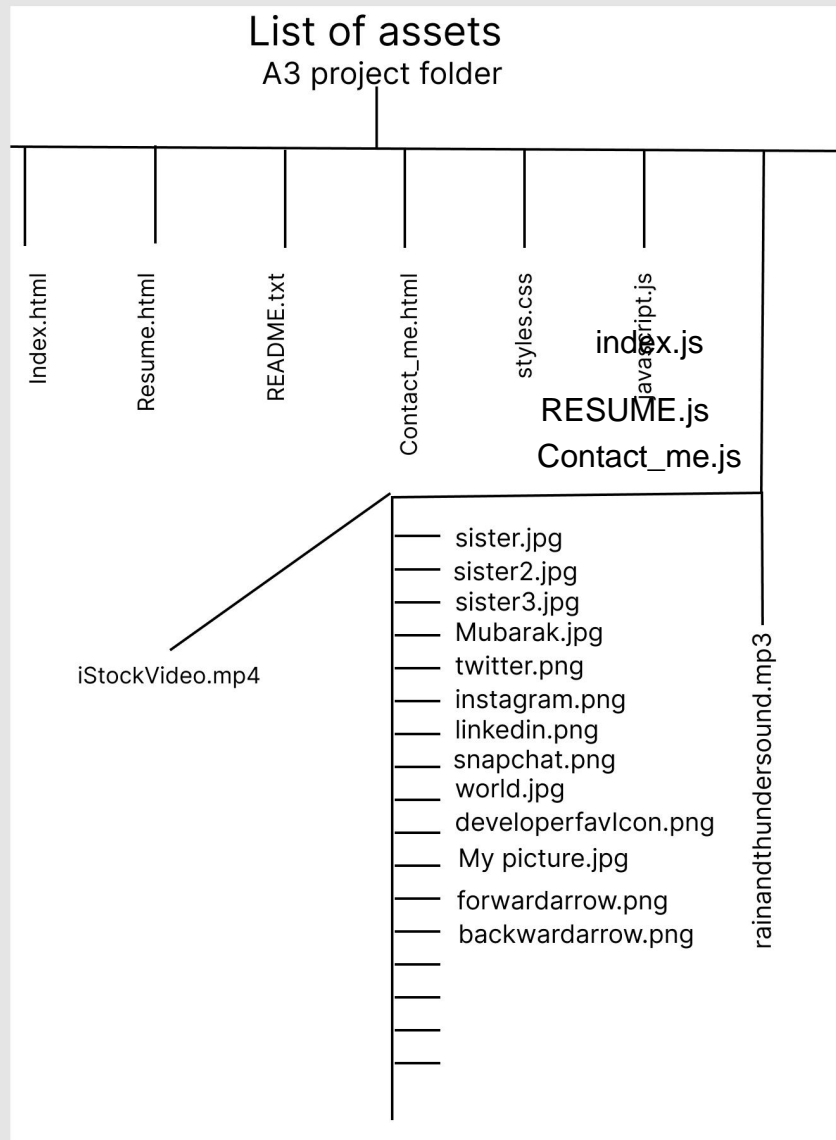 List of assets
A3 project folder
Index.html
Resume.html
README.txt
Contact_me.html
styles.css
javascript.js
index.js
RESUME.js
Contact_me.js
sister.jpg
sister2.jpg
sister3.jpg
Mubarak.jpg
twitter.png
instagram.png
linkedin.png
snapchat.png
world.jpg
developerfavIcon.png
My picture.jpg
forwardarrow.png
backwardarrow.png
iStockVideo.mp4
rainandthundersound.mp3